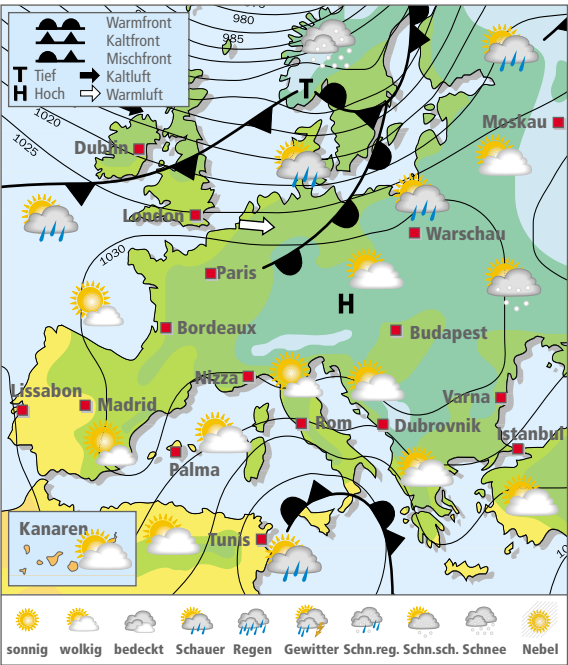 975
980
985
Warmfront
Kaltfront
Mischfront
T Tief Kaltluft
H Hoch Warmluft
1020
1025
T
Moskau
Dublin
London
Warschau
1030
Paris
H
Bordeaux
Budapest
Nizza
Lissabon
Madrid
Varna
Rom
Dubrovnik
Istanbul
Palma
Kanaren
Tunis
sonnig wolkig bedeckt Schauer Regen Gewitter Schn.reg. Schn.sch. Schnee Nebel